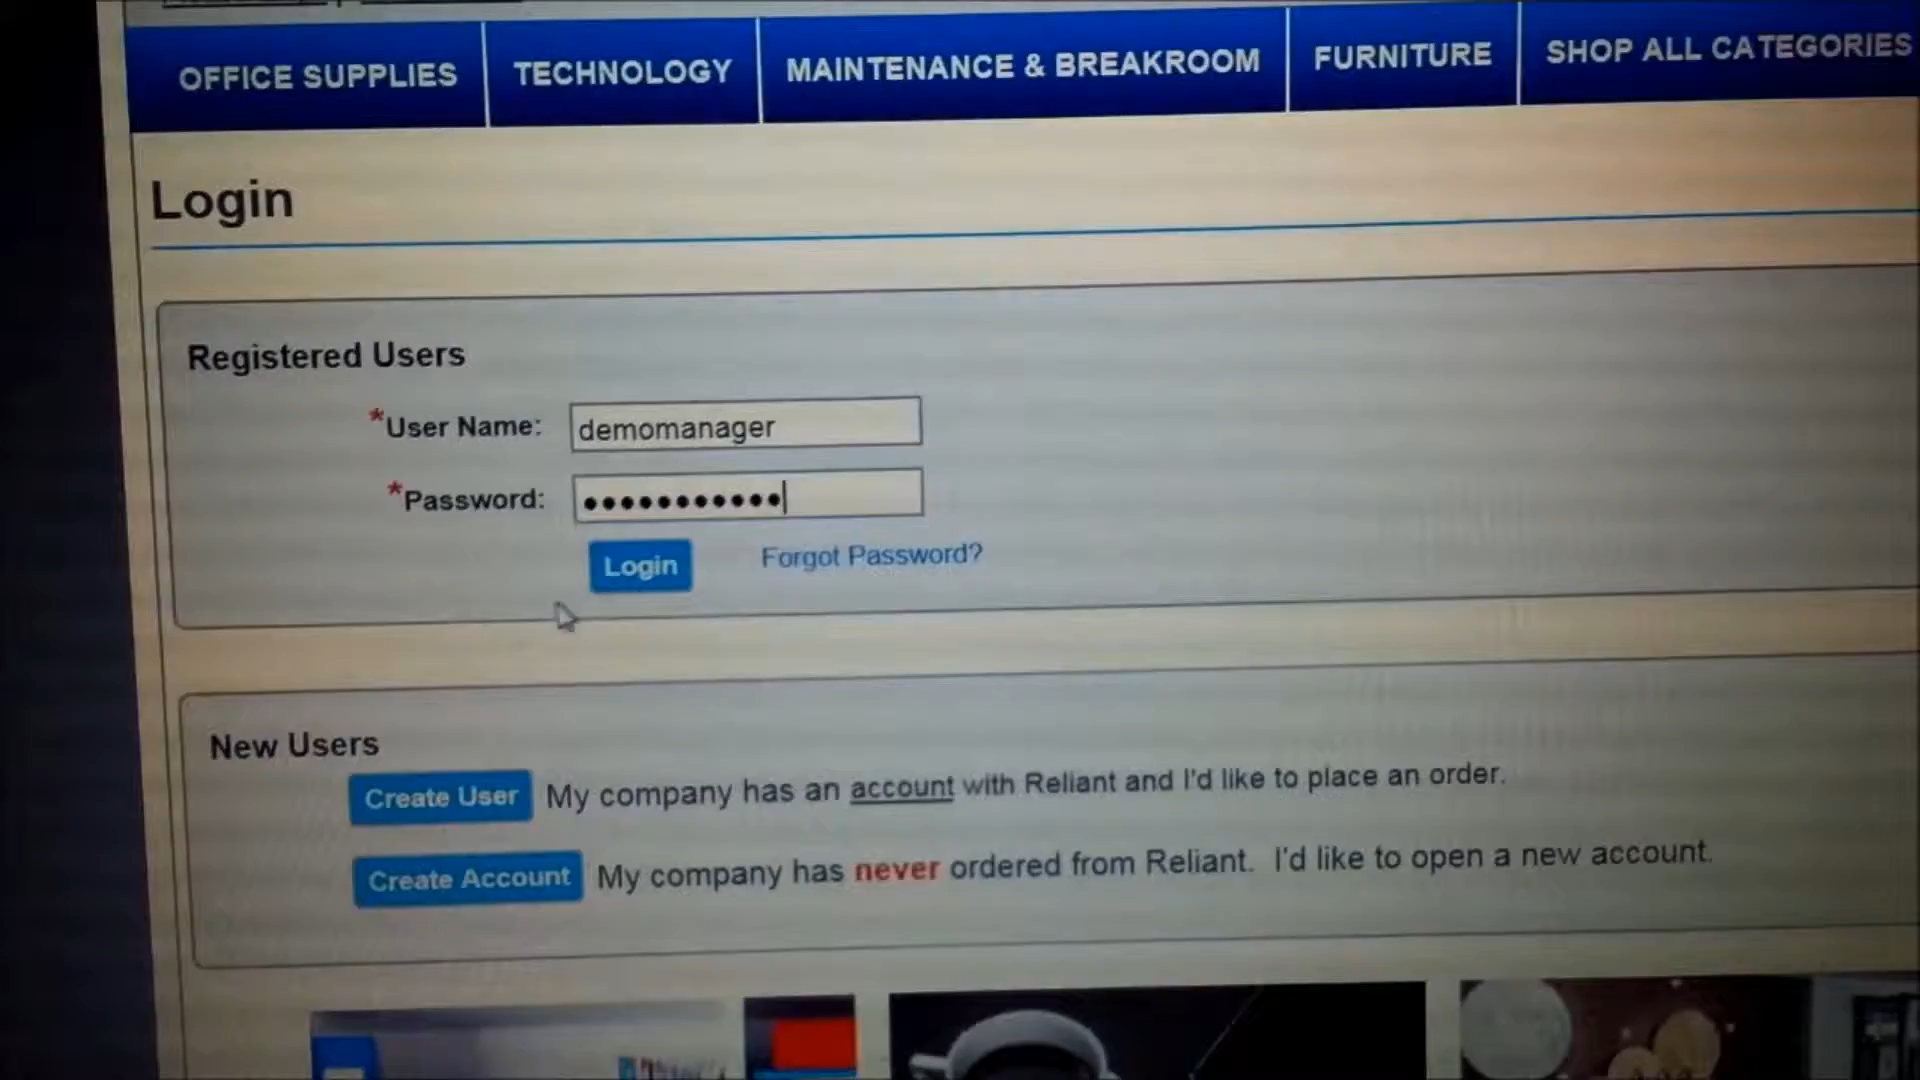 OFFICE SUPPLIES TECHNOLOGY MAINTENANCE & BREAKROOM FURNITURE SHOP ALL CATEGORIES
Login
Registered Users
*User Name: demomanager
*Password: •••••••••••
Login Forgot Password?
New Users
Create User My company has an account with Reliant and I'd like to place an order.
Create Account My company has never ordered from Reliant. I'd like to open a new account.